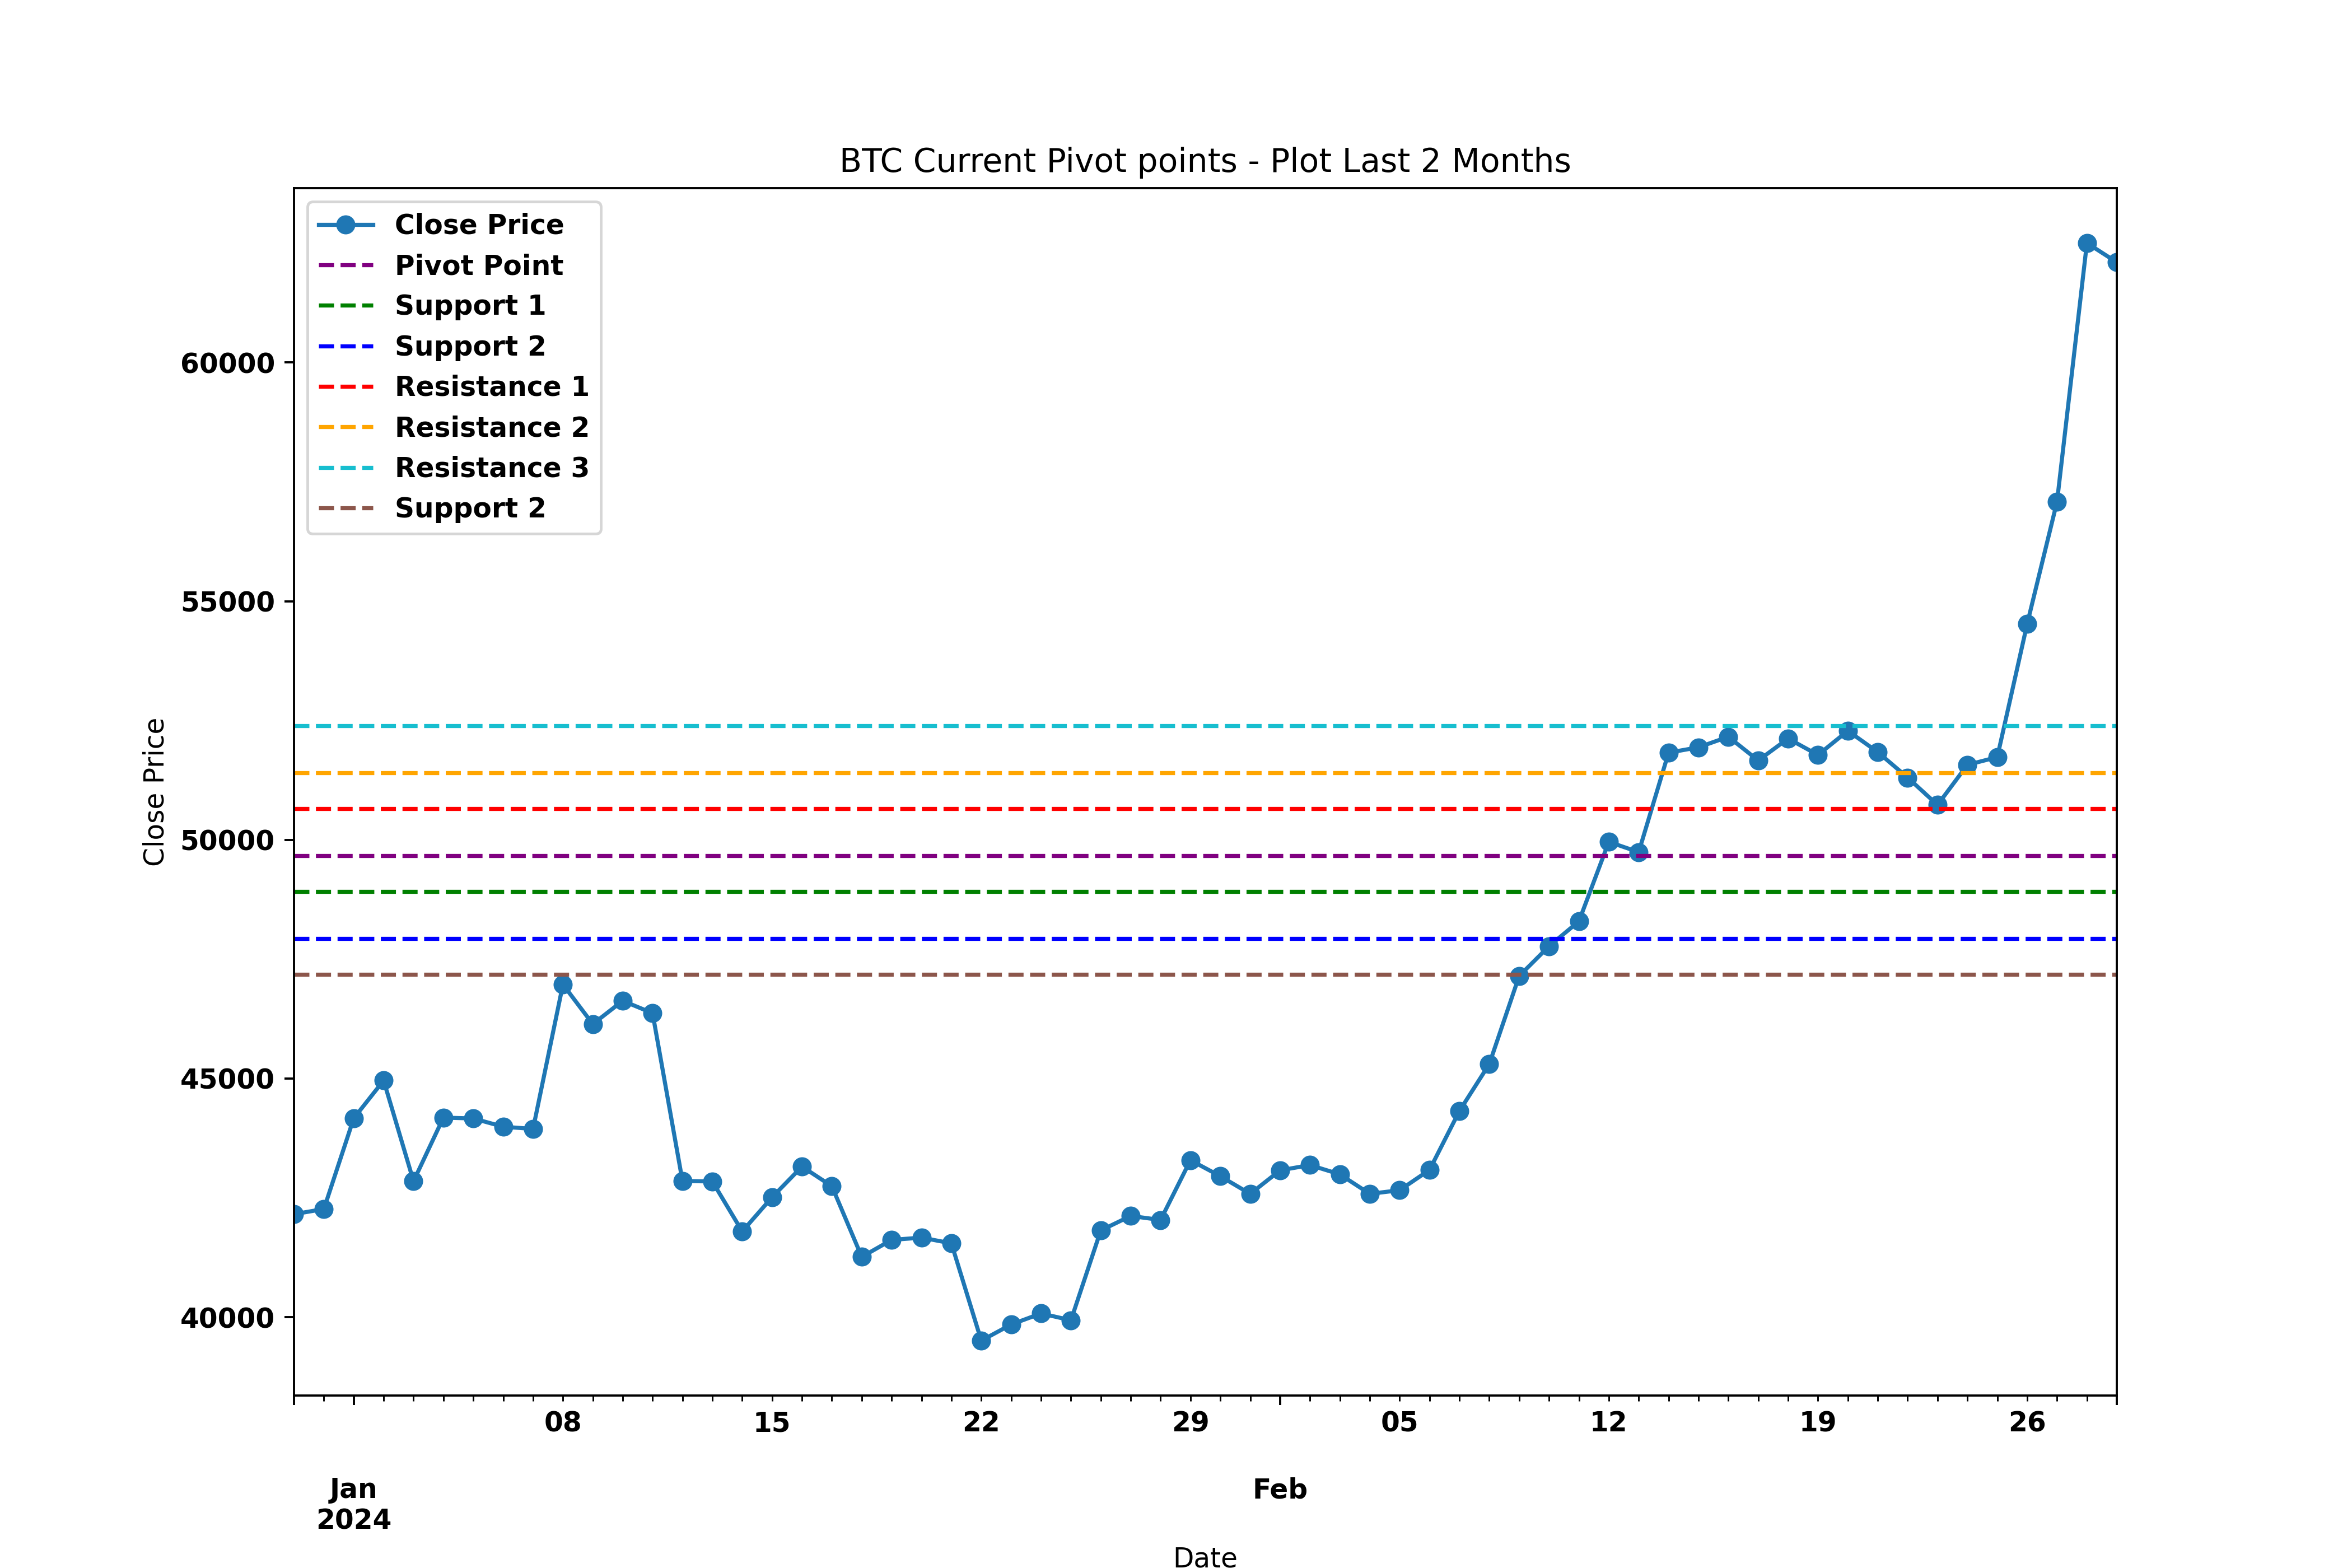 BTC Current Pivot points - Plot Last 2 Months
Close Price
Pivot Point
Support 1
Support 2
Resistance 1
Resistance 2
Resistance 3
Support 2
60000
55000
50000
45000
40000
Close Price
08 15 22 29 05 12 19 26
Jan Feb
2024
Date